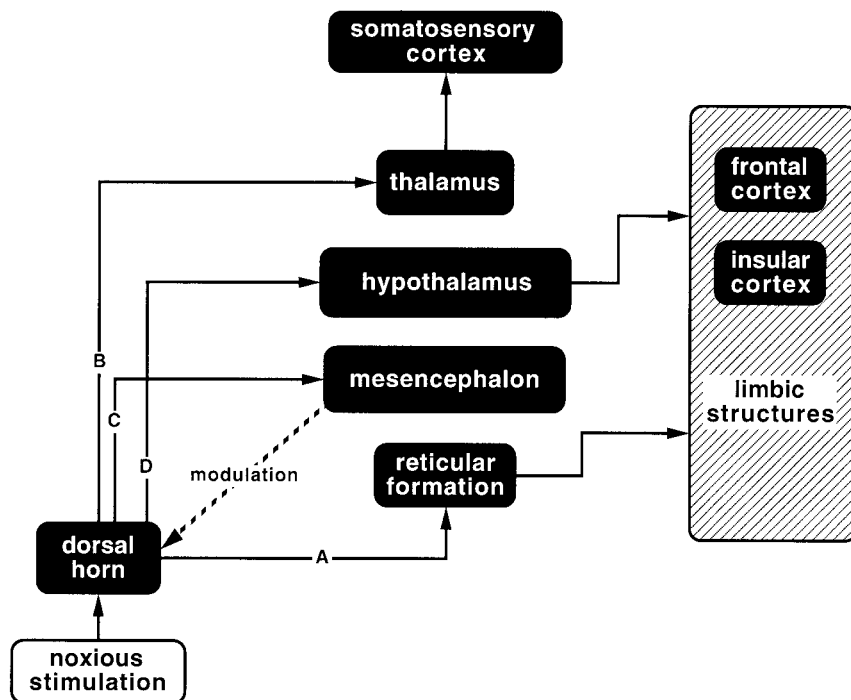 somatosensory
cortex
thalamus
frontal
cortex
hypothalamus
insular
cortex
B
mesencephalon
C
limbic
structures
D
modulation
reticular
formation
dorsal
horn
A
noxious
stimulation